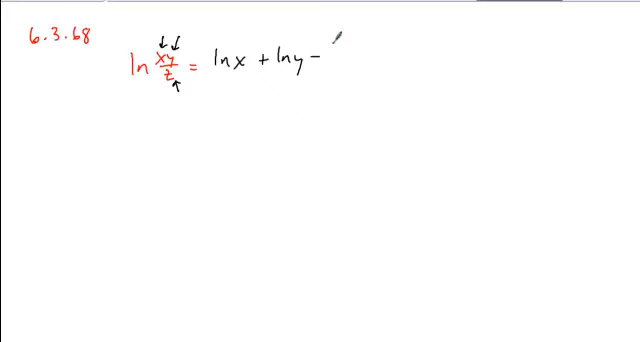 6.3.68
ln xy/z = ln x + ln y −